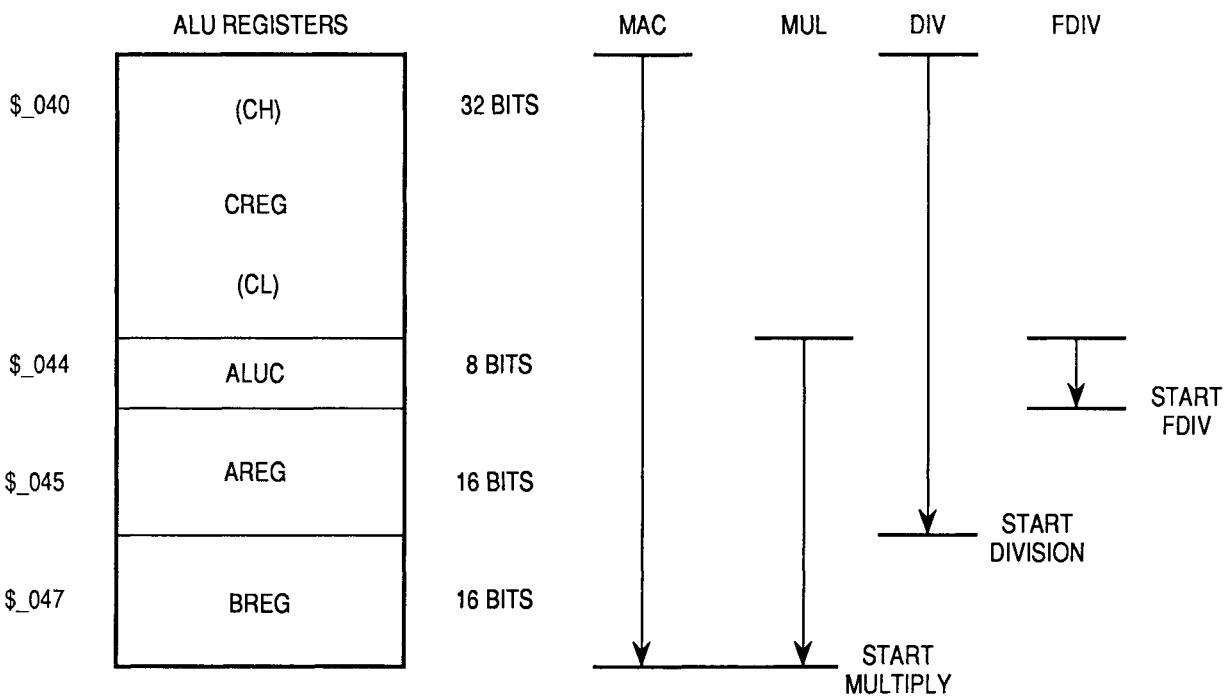 ALU REGISTERS MAC MUL DIV FDIV
$_040 (CH) 32 BITS
CREG
(CL)
$_044 ALUC 8 BITS
START
FDIV
$_045 AREG 16 BITS
START
DIVISION
$_047 BREG 16 BITS
START
MULTIPLY